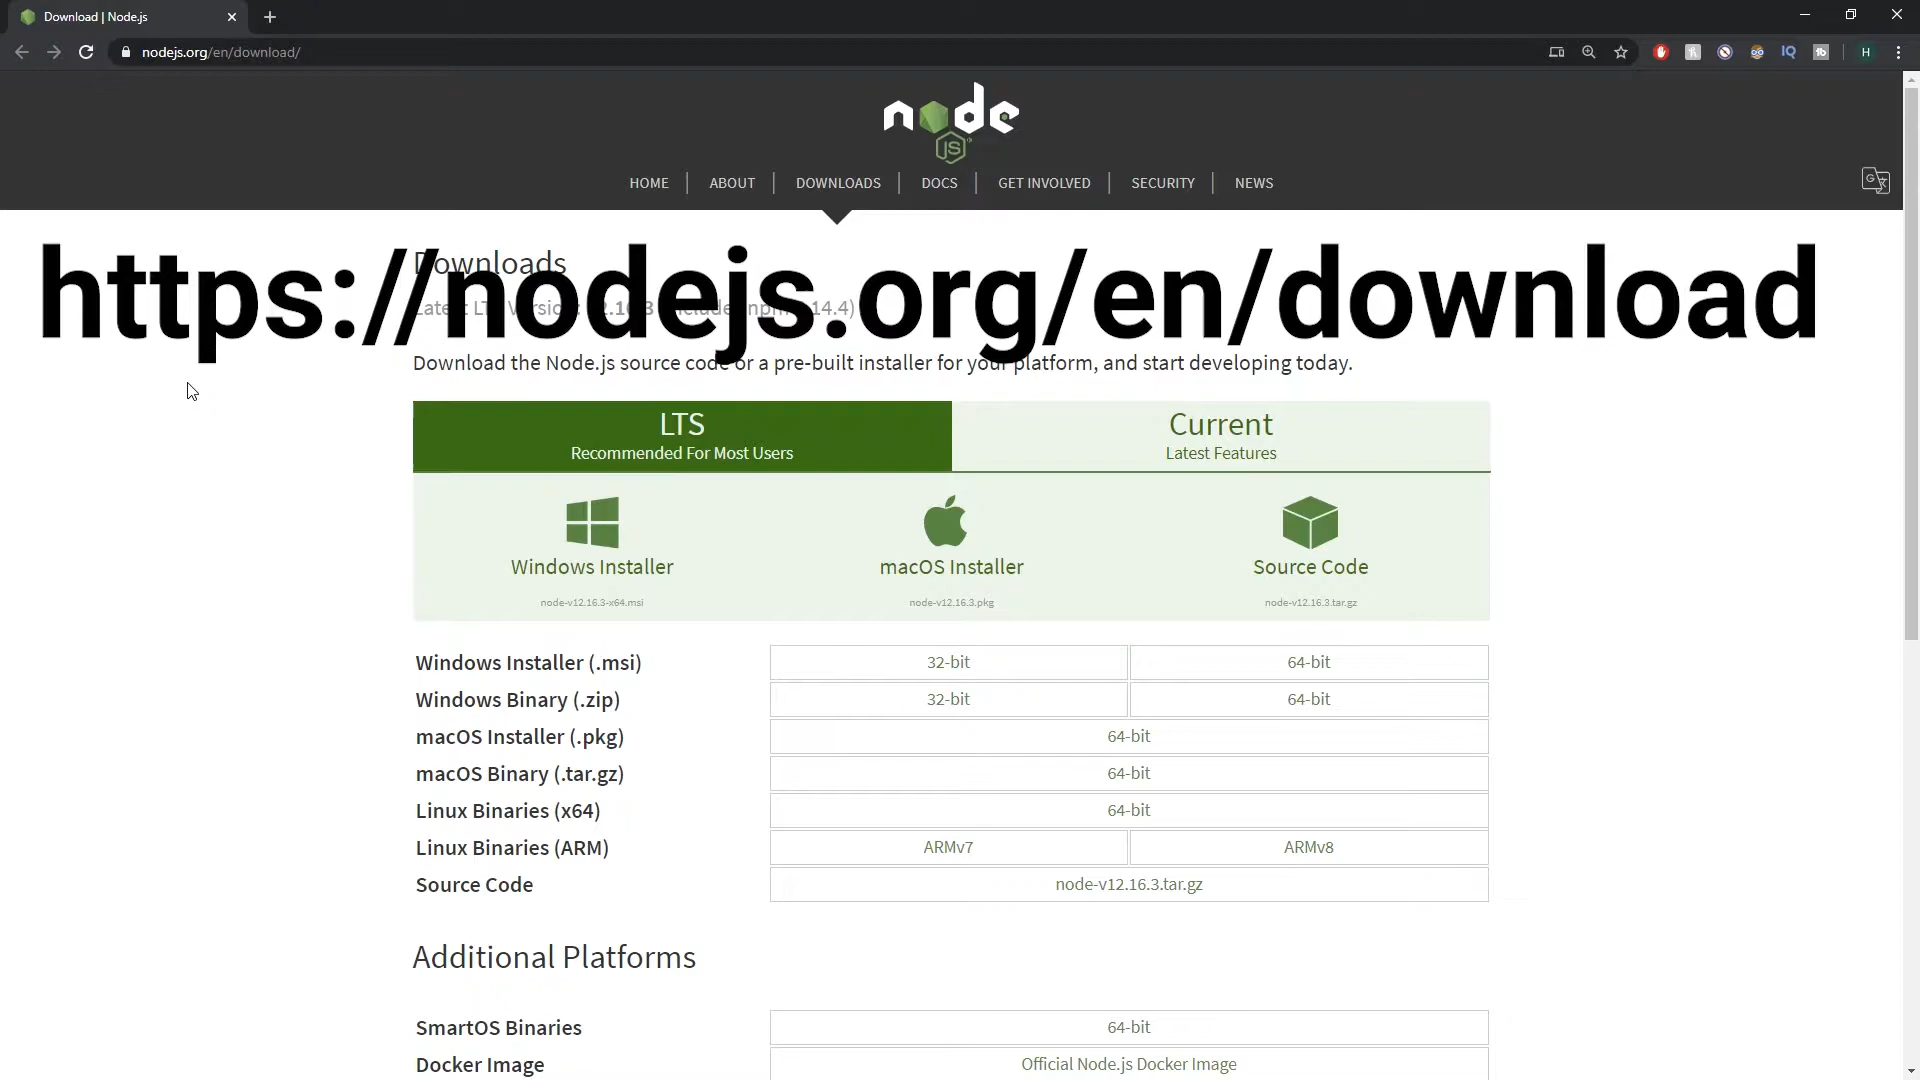 Download | Node.js
nodejs.org/en/download/
IQ
H
node
JS
HOME
ABOUT
DOWNLOADS
DOCS
GET INVOLVED
SECURITY
NEWS
https://nodejs.org/en/download
Downloads
Download the Node.js source code or a pre-built installer for your platform, and start developing today.
LTS
Recommended For Most Users
Current
Latest Features
Windows Installer
node-v12.16.3-x64.msi
macOS Installer
node-v12.16.3.pkg
Source Code
node-v12.16.3.tar.gz
Windows Installer (.msi) 32-bit 64-bit
Windows Binary (.zip) 32-bit 64-bit
macOS Installer (.pkg) 64-bit
macOS Binary (.tar.gz) 64-bit
Linux Binaries (x64) 64-bit
Linux Binaries (ARM) ARMv7 ARMv8
Source Code node-v12.16.3.tar.gz
Additional Platforms
SmartOS Binaries 64-bit
Docker Image Official Node.js Docker Image